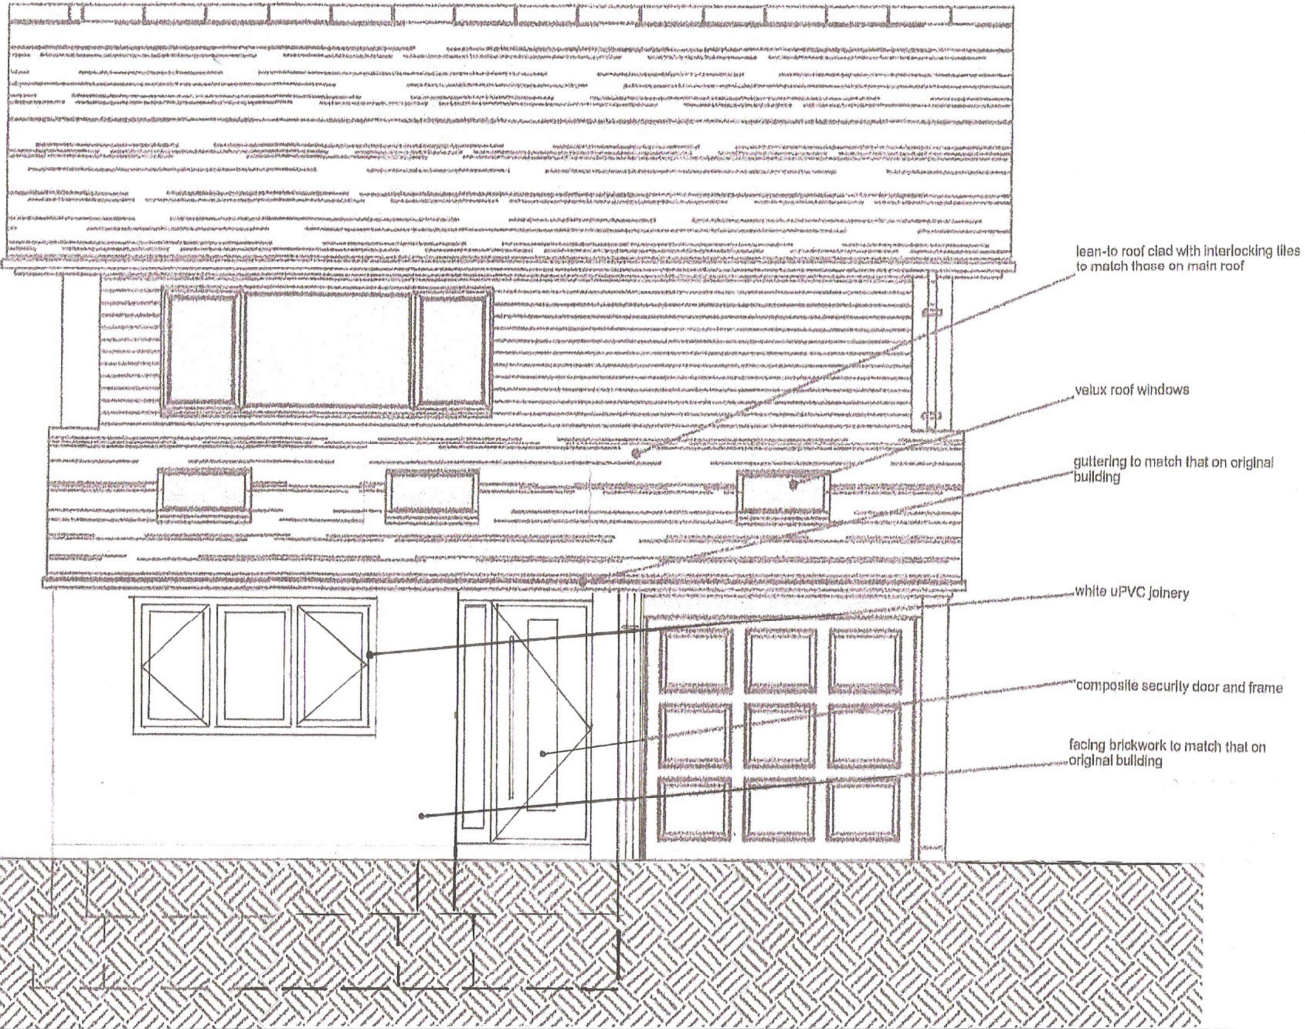 lean-to roof clad with interlocking tiles
to match those on main roof
velux roof windows
guttering to match that on original
building
white uPVC joinery
composite security door and frame
facing brickwork to match that on
original building